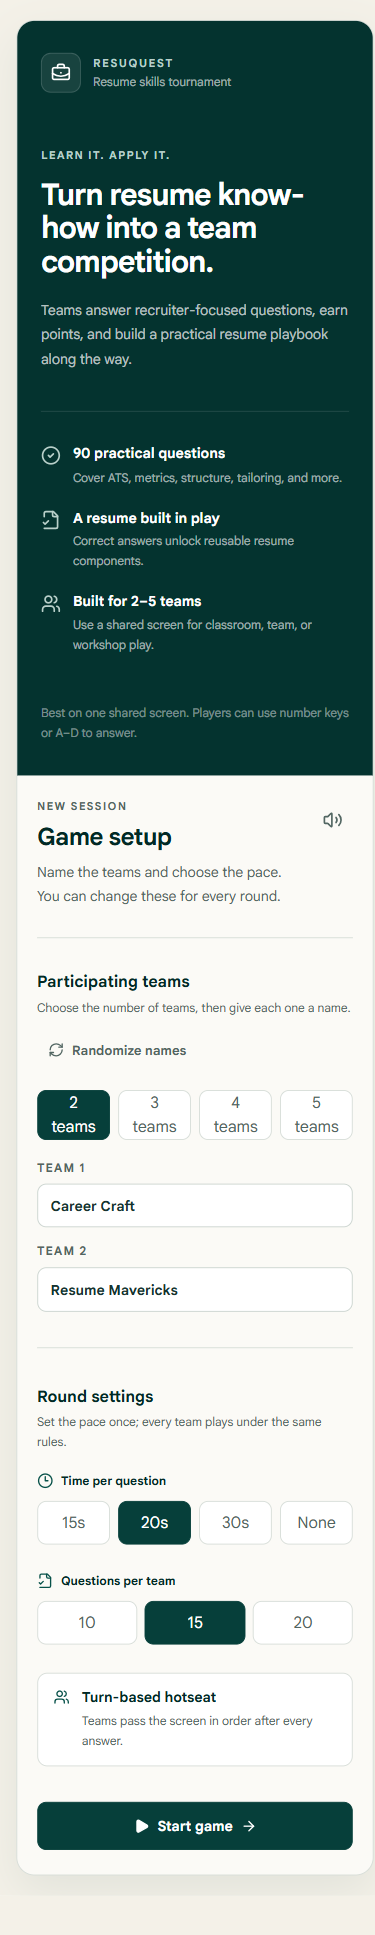 RESUQUEST
Resume skills tournament
LEARN IT. APPLY IT.
Turn resume know-
how into a team
competition.
Teams answer recruiter-focused questions, earn
points, and build a practical resume playbook
along the way.
90 practical questions
Cover ATS, metrics, structure, tailoring, and more.
A resume built in play
Correct answers unlock reusable resume
components.
Built for 2–5 teams
Use a shared screen for classroom, team, or
workshop play.
Best on one shared screen. Players can use number keys
or A–D to answer.
NEW SESSION
Game setup
Name the teams and choose the pace.
You can change these for every round.
Participating teams
Choose the number of teams, then give each one a name.
Randomize names
2 3 4 5
teams teams teams teams
TEAM 1
Career Craft
TEAM 2
Resume Mavericks
Round settings
Set the pace once; every team plays under the same
rules.
Time per question
15s 20s 30s None
Questions per team
10 15 20
Turn-based hotseat
Teams pass the screen in order after every
answer.
Start game